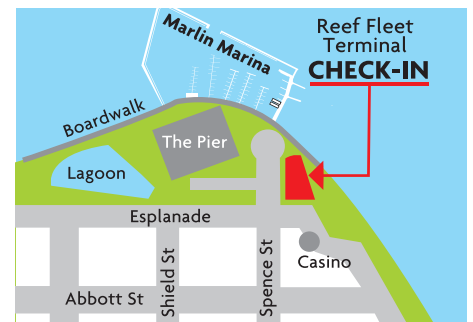 Marlin Marina
Reef Fleet
Terminal
CHECK-IN
Boardwalk
The Pier
Lagoon
Esplanade
Shield St
Spence St
Casino
Abbott St